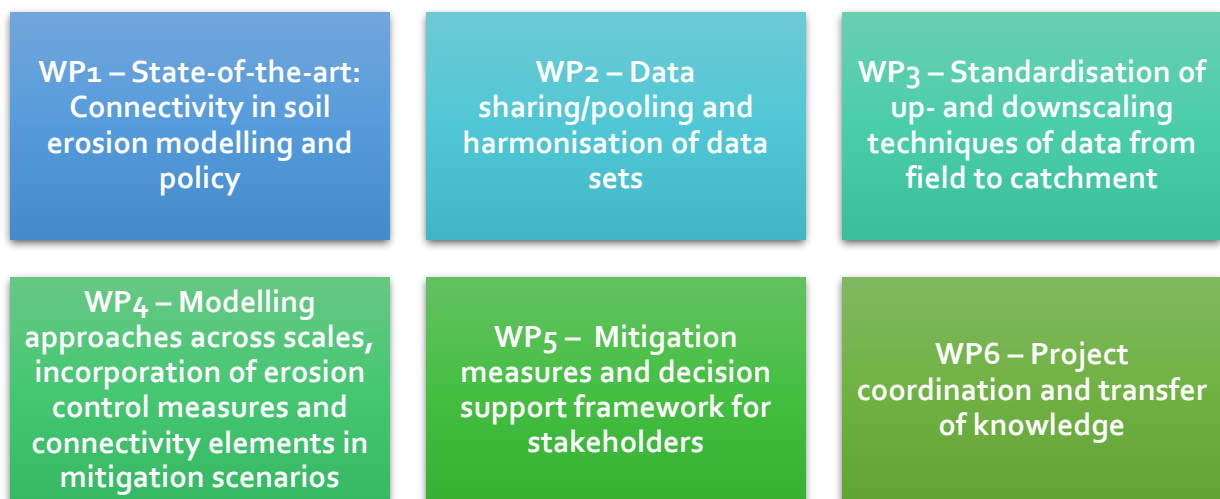 WP1 – State-of-the-art:
Connectivity in soil
erosion modelling and
policy
WP2 – Data
sharing/pooling and
harmonisation of data
sets
WP3 – Standardisation of
up- and downscaling
techniques of data from
field to catchment
WP4 – Modelling
approaches across scales,
incorporation of erosion
control measures and
connectivity elements in
mitigation scenarios
WP5 – Mitigation
measures and decision
support framework for
stakeholders
WP6 – Project
coordination and transfer
of knowledge